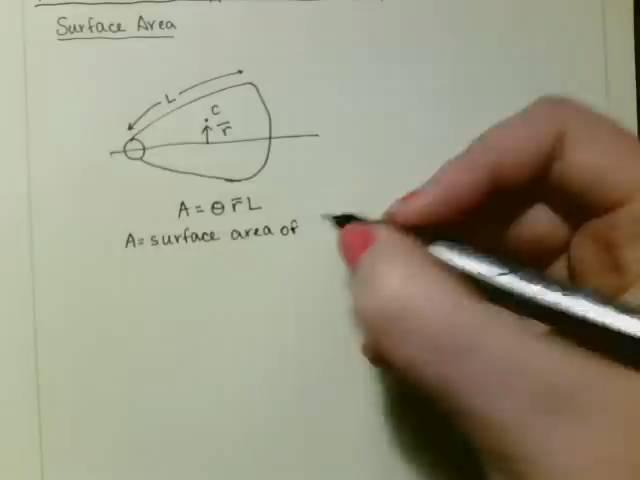 Surface Area
L
C
r̄
A = θ r̄ L
A = surface area of